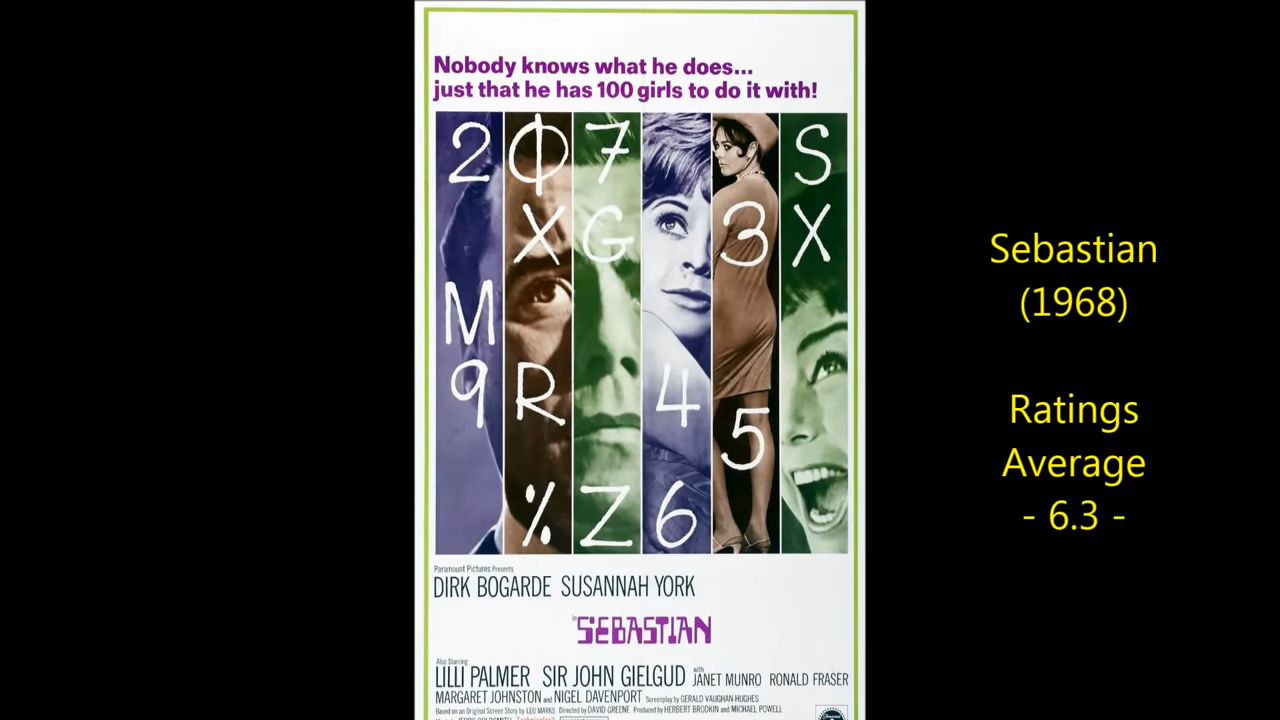 Nobody knows what he does...
just that he has 100 girls to do it with!
2 Φ 7 S
X G 3 X
M
9 R 4 5
% Z 6
Paramount Pictures Presents
DIRK BOGARDE SUSANNAH YORK
in SEBASTIAN
Also Starring
LILLI PALMER SIR JOHN GIELGUD with JANET MUNRO RONALD FRASER
MARGARET JOHNSTON and NIGEL DAVENPORT Screenplay by GERALD VAUGHAN-HUGHES
Based on an Original Screen Story by LEO MARKS Directed by DAVID GREENE Produced by HERBERT BRODKIN and MICHAEL POWELL
Sebastian
(1968)
Ratings
Average
- 6.3 -